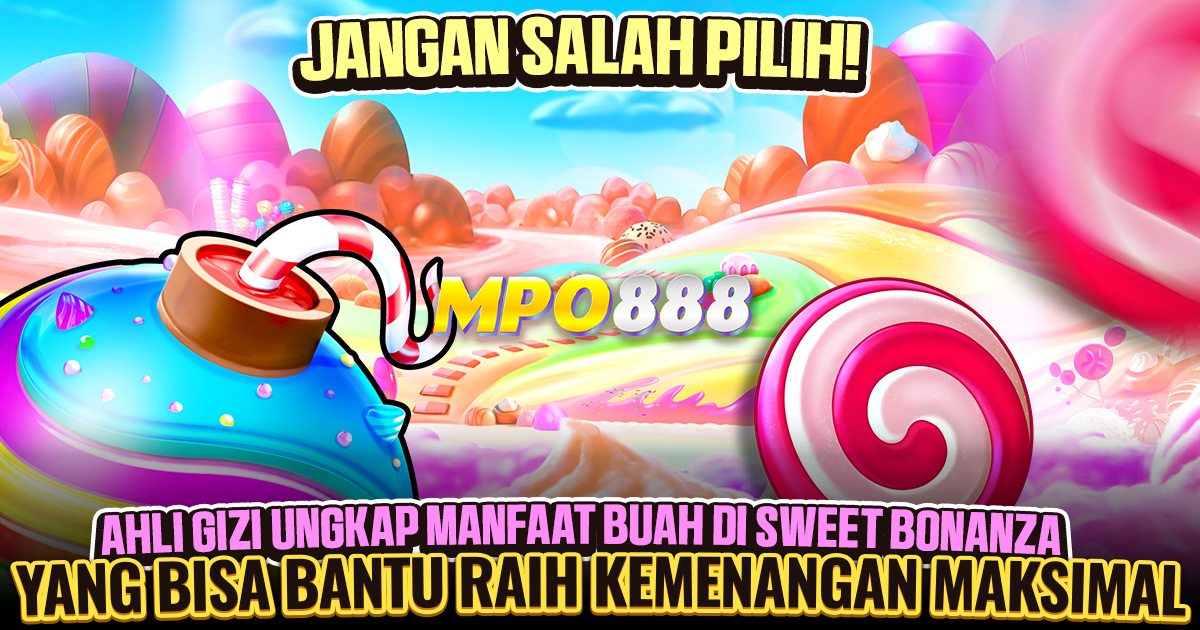 JANGAN SALAH PILIH!
MPO888
AHLI GIZI UNGKAP MANFAAT BUAH DI SWEET BONANZA
YANG BISA BANTU RAIH KEMENANGAN MAKSIMAL